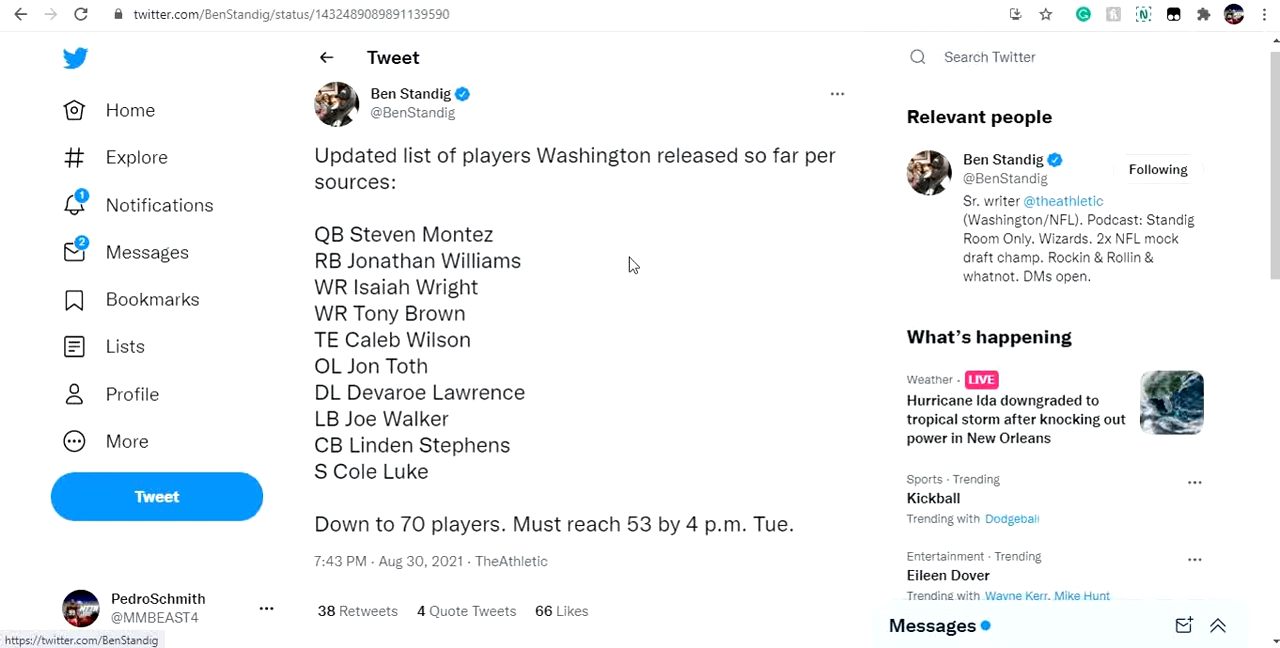 twitter.com/BenStandig/status/1432489089891139590
Tweet
Search Twitter
Home
Explore
1
Notifications
2
Messages
Bookmarks
Lists
Profile
More
Tweet
PedroSchmith
@MMBEAST4
https://twitter.com/BenStandig
Ben Standig
@BenStandig
Updated list of players Washington released so far per
sources:
QB Steven Montez
RB Jonathan Williams
WR Isaiah Wright
WR Tony Brown
TE Caleb Wilson
OL Jon Toth
DL Devaroe Lawrence
LB Joe Walker
CB Linden Stephens
S Cole Luke
Down to 70 players. Must reach 53 by 4 p.m. Tue.
7:43 PM · Aug 30, 2021 · TheAthletic
38 Retweets 4 Quote Tweets 66 Likes
Relevant people
Ben Standig
@BenStandig
Following
Sr. writer @theathletic
(Washington/NFL). Podcast: Standig
Room Only. Wizards. 2x NFL mock
draft champ. Rockin & Rollin &
whatnot. DMs open.
What's happening
Weather · LIVE
Hurricane Ida downgraded to
tropical storm after knocking out
power in New Orleans
Sports · Trending
Kickball
Trending with Dodgeball
Entertainment · Trending
Eileen Dover
Trending with Wayne Kerr, Mike Hunt
Messages